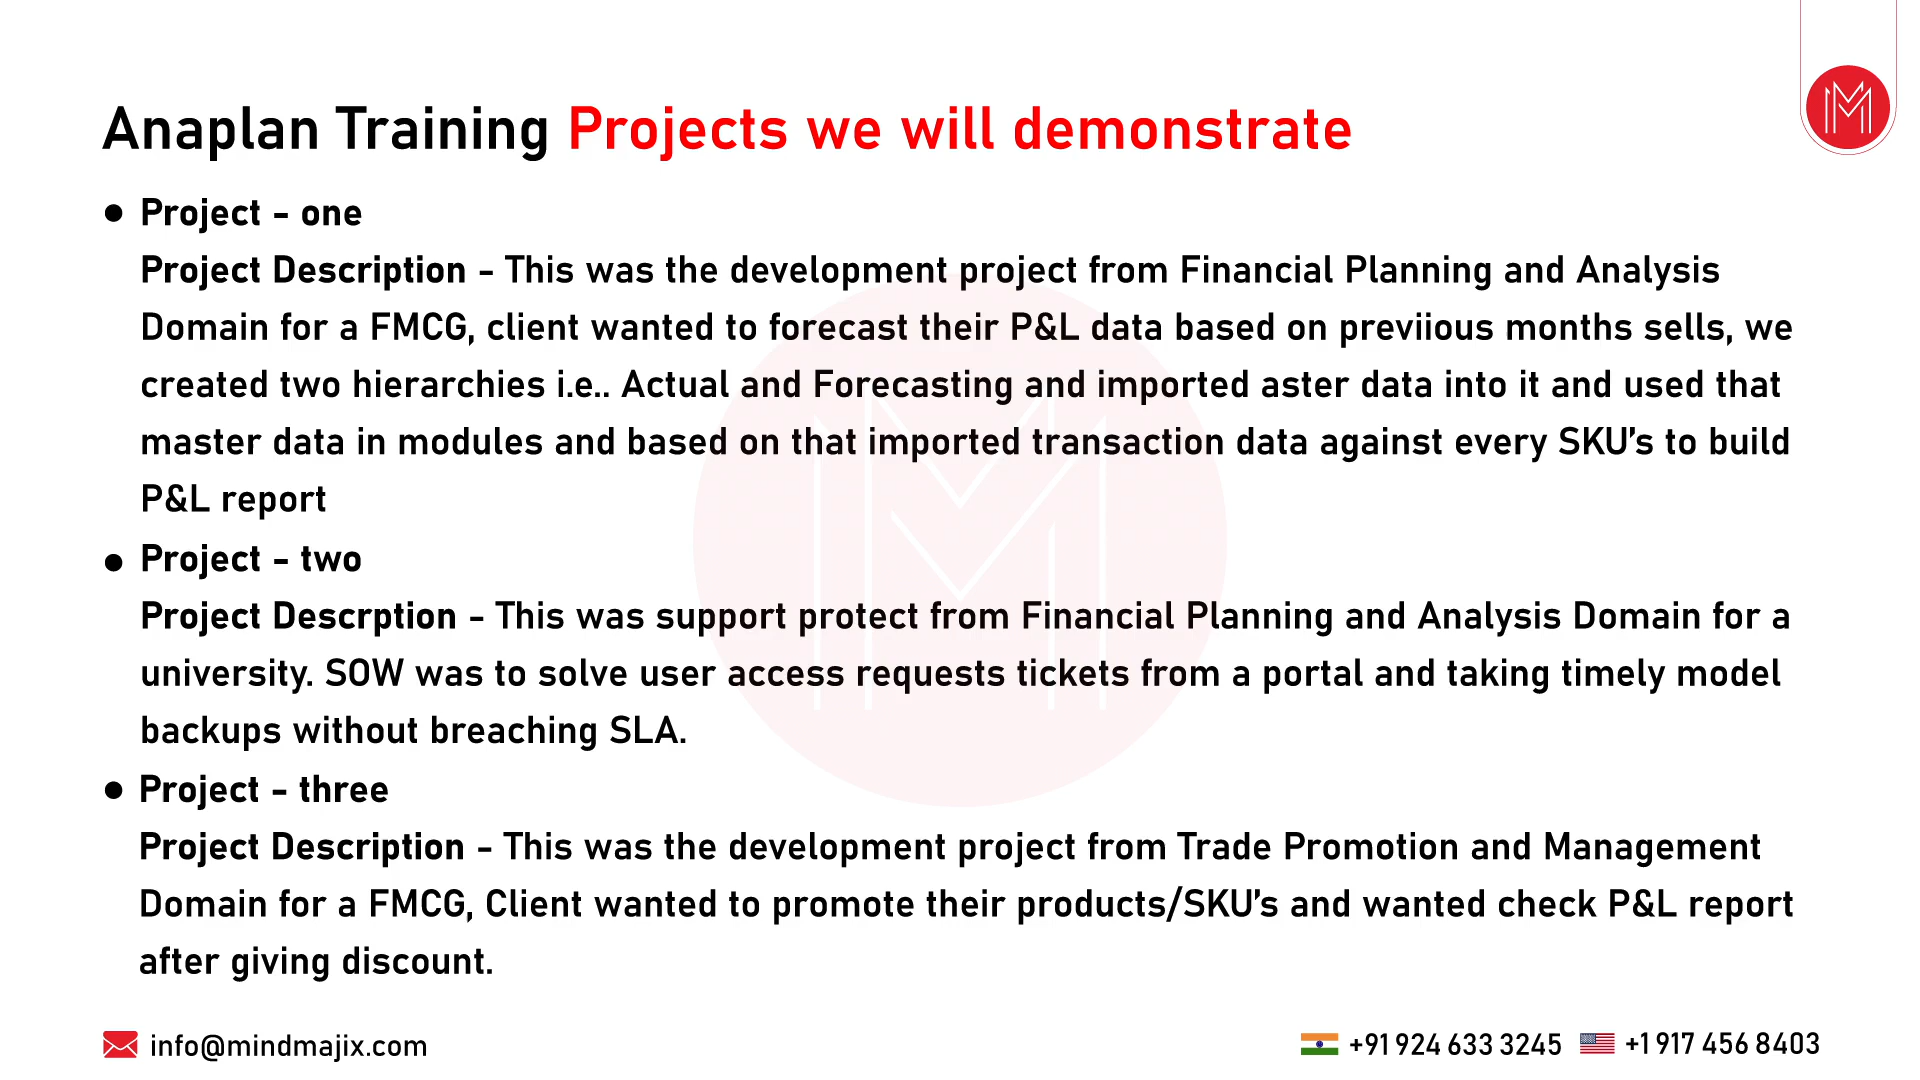 Anaplan Training Projects we will demonstrate
● Project - one
Project Description - This was the development project from Financial Planning and Analysis
Domain for a FMCG, client wanted to forecast their P&L data based on previious months sells, we
created two hierarchies i.e.. Actual and Forecasting and imported aster data into it and used that
master data in modules and based on that imported transaction data against every SKU's to build
P&L report
● Project - two
Project Descrption - This was support protect from Financial Planning and Analysis Domain for a
university. SOW was to solve user access requests tickets from a portal and taking timely model
backups without breaching SLA.
● Project - three
Project Description - This was the development project from Trade Promotion and Management
Domain for a FMCG, Client wanted to promote their products/SKU's and wanted check P&L report
after giving discount.
info@mindmajix.com +91 924 633 3245 +1 917 456 8403